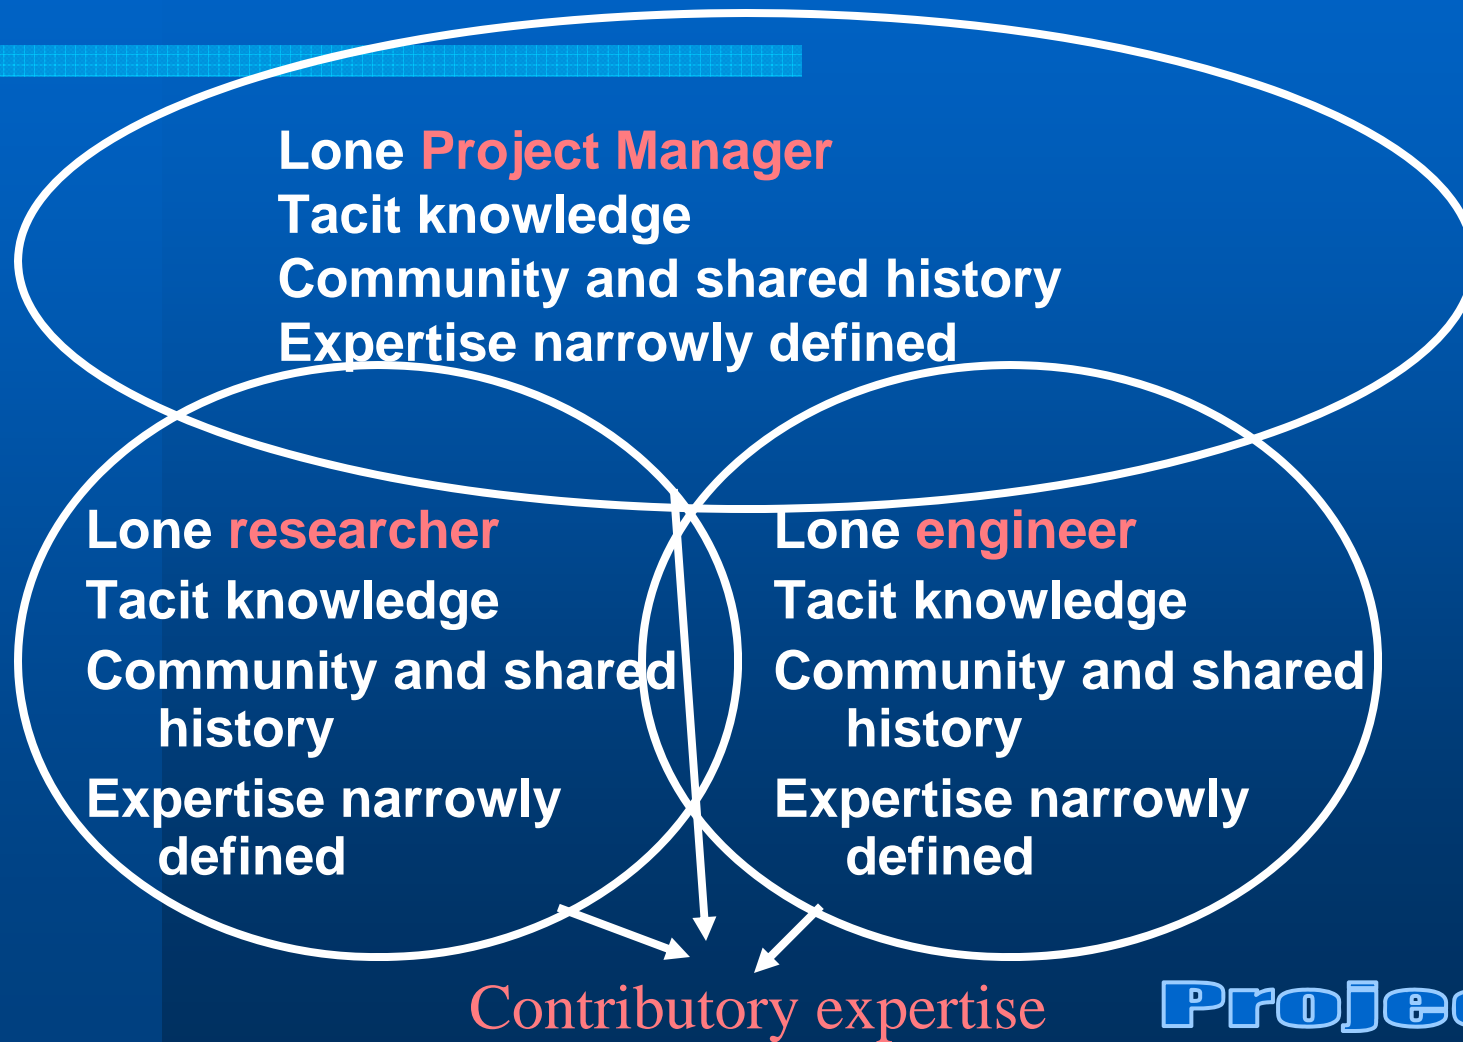 Lone Project Manager
Tacit knowledge
Community and shared history
Expertise narrowly defined
Lone researcher
Tacit knowledge
Community and shared
history
Expertise narrowly
defined
Lone engineer
Tacit knowledge
Community and shared
history
Expertise narrowly
defined
Contributory expertise